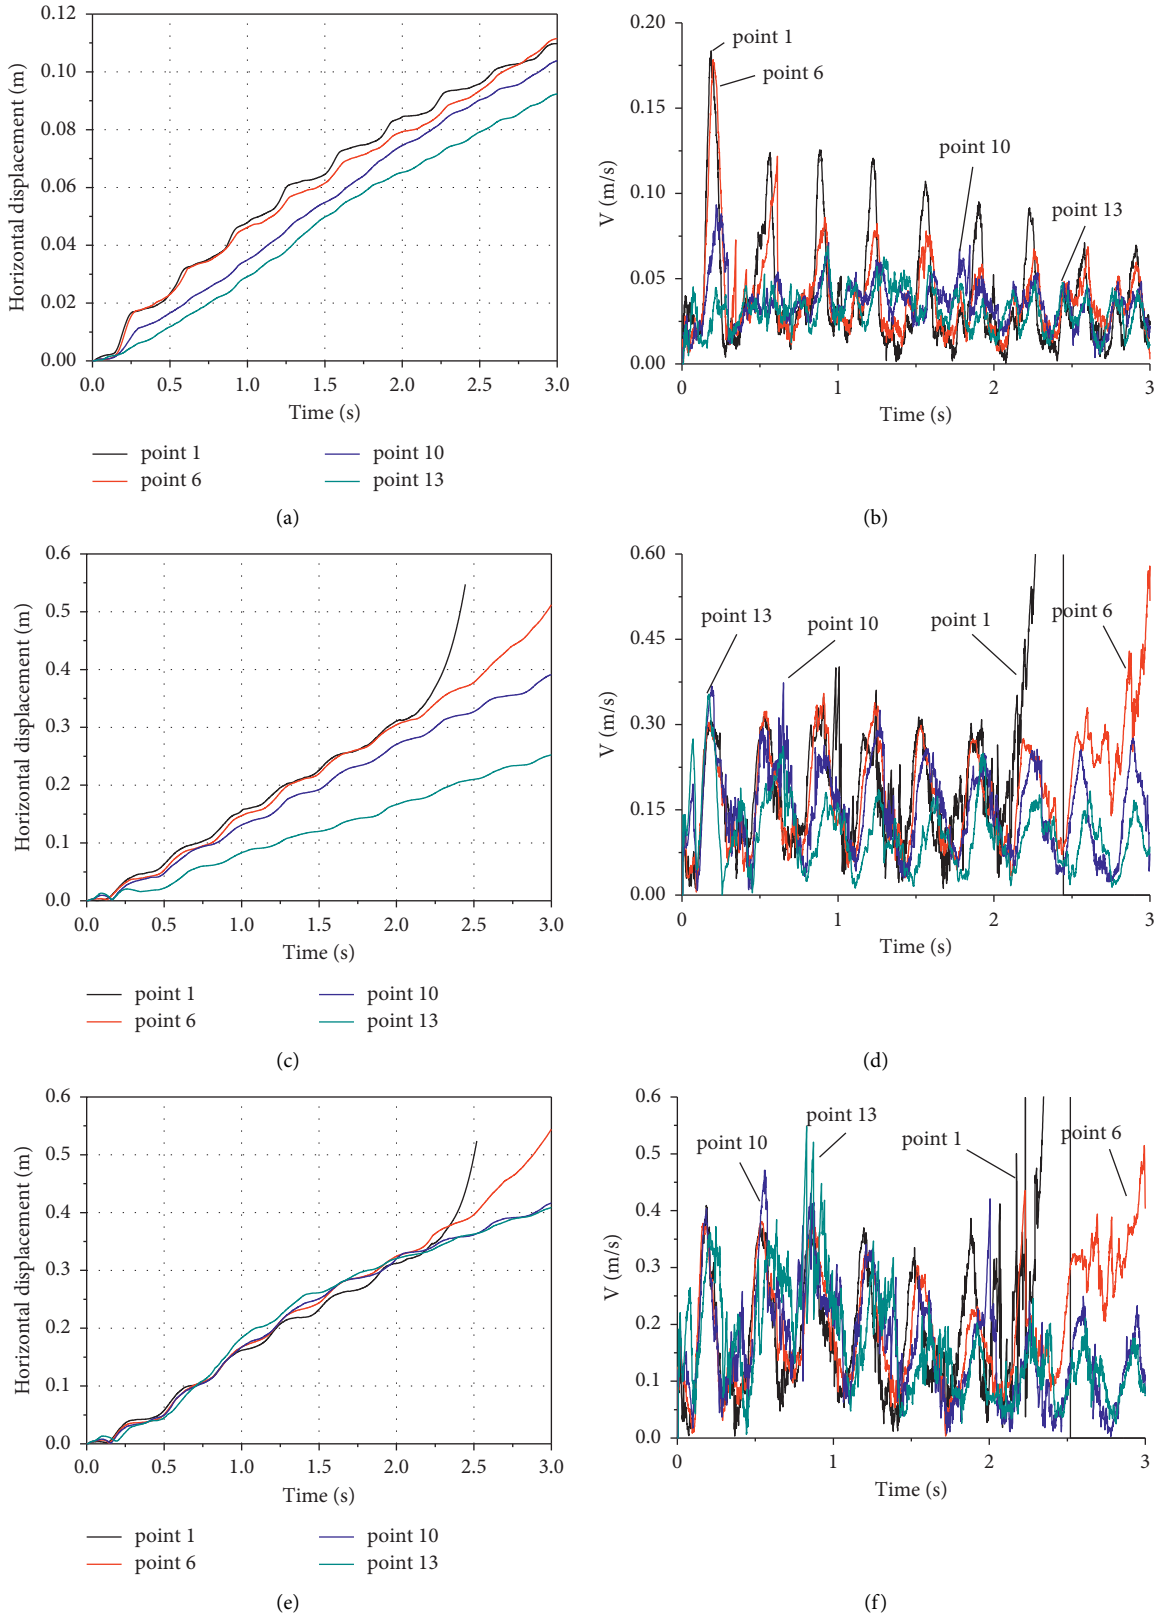 0.12
0.10
0.08
0.06
0.04
0.02
0.00
Horizontal displacement (m)
0.0 0.5 1.0 1.5 2.0 2.5 3.0
Time (s)
point 1 point 10
point 6 point 13
(a)
0.20
0.15
0.10
0.05
0.00
V (m/s)
point 1
point 6
point 10
point 13
0 1 2 3
Time (s)
(b)
0.6
0.5
0.4
0.3
0.2
0.1
0.0
Horizontal displacement (m)
0.0 0.5 1.0 1.5 2.0 2.5 3.0
Time (s)
point 1 point 10
point 6 point 13
(c)
0.60
0.45
0.30
0.15
0.00
V (m/s)
point 13
point 10
point 1
point 6
0 1 2 3
Time (s)
(d)
0.6
0.5
0.4
0.3
0.2
0.1
0.0
Horizontal displacement (m)
0.0 0.5 1.0 1.5 2.0 2.5 3.0
Time (s)
point 1 point 10
point 6 point 13
(e)
0.6
0.5
0.4
0.3
0.2
0.1
0.0
V (m/s)
point 10
point 13
point 1
point 6
0 1 2 3
Time (s)
(f)